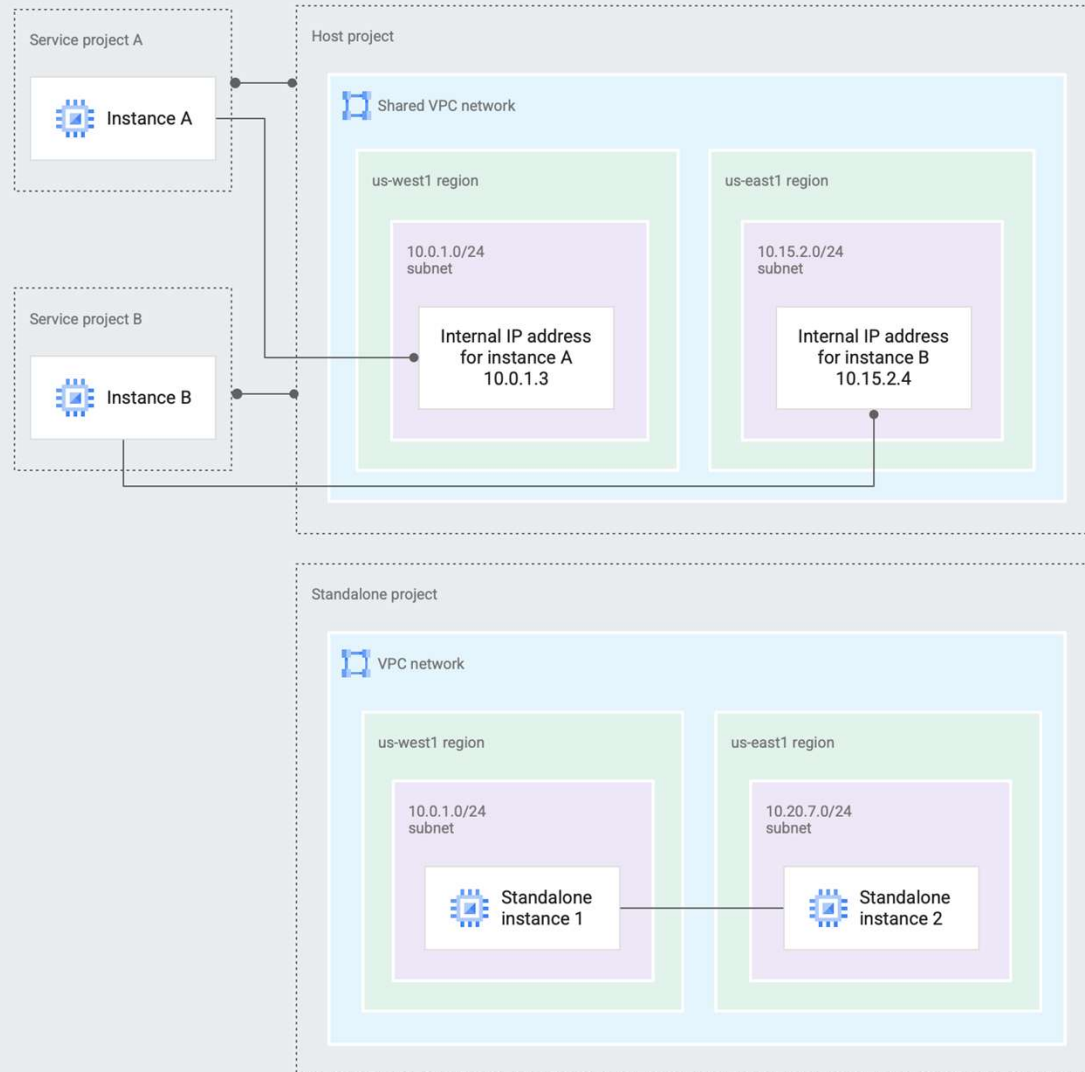 Service project A
Instance A
Service project B
Instance B
Host project
Shared VPC network
us-west1 region
10.0.1.0/24
subnet
Internal IP address
for instance A
10.0.1.3
us-east1 region
10.15.2.0/24
subnet
Internal IP address
for instance B
10.15.2.4
Standalone project
VPC network
us-west1 region
10.0.1.0/24
subnet
Standalone
instance 1
us-east1 region
10.20.7.0/24
subnet
Standalone
instance 2